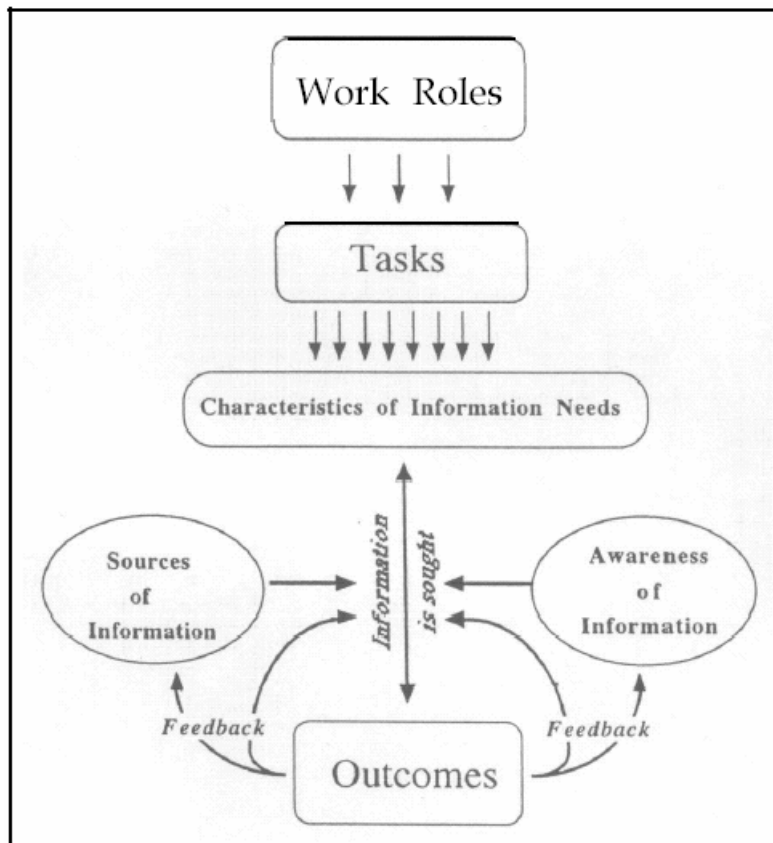 Work Roles
Tasks
Characteristics of Information Needs
Sources
of
Information
Information
is sought
Awareness
of
Information
Feedback
Feedback
Outcomes